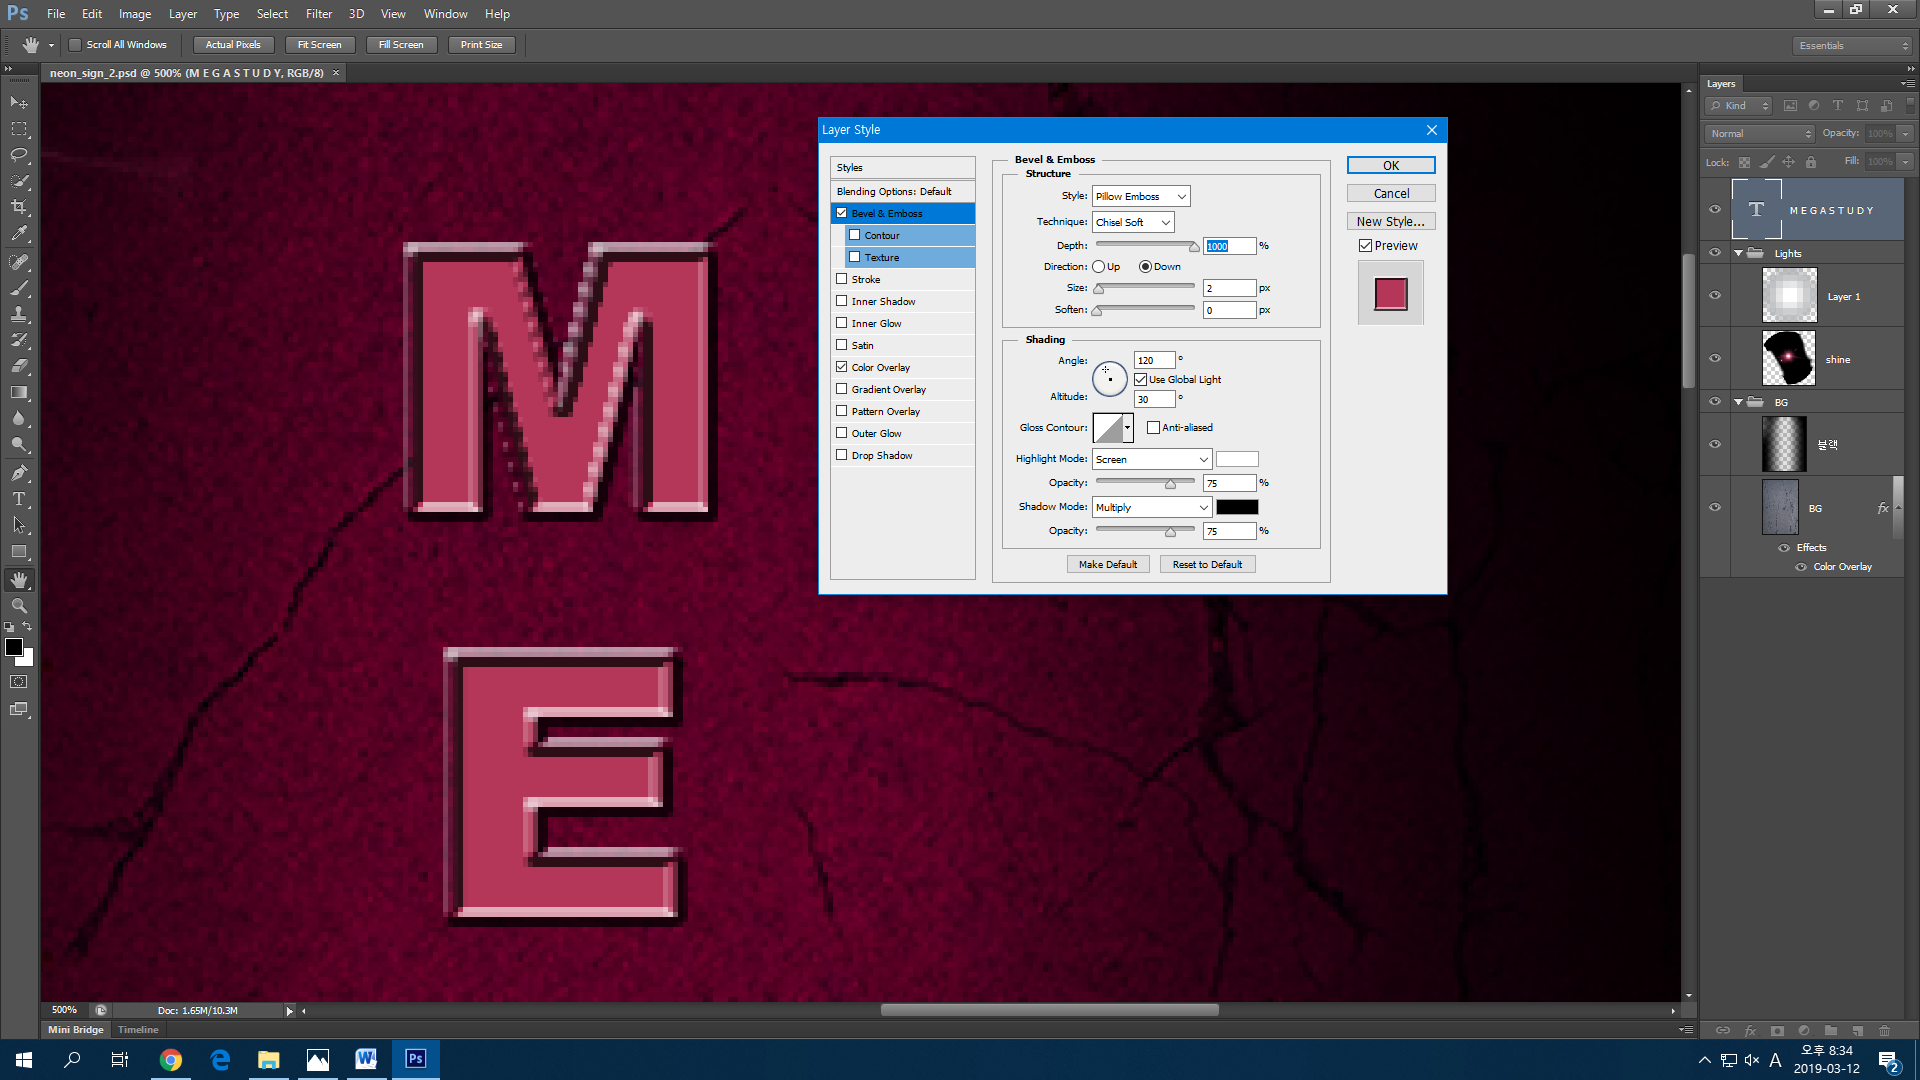 Ps File Edit Image Layer Type Select Filter 3D View Window Help
Scroll All Windows Actual Pixels Fit Screen Fill Screen Print Size Essentials
neon_sign_2.psd @ 500% (M E G A S T U D Y, RGB/8) ×
M
E
Layer Style
Styles
Blending Options: Default
Bevel & Emboss
Contour
Texture
Stroke
Inner Shadow
Inner Glow
Satin
Color Overlay
Gradient Overlay
Pattern Overlay
Outer Glow
Drop Shadow
Bevel & Emboss
Structure
Style: Pillow Emboss
Technique: Chisel Soft
Depth: 1000 %
Direction: Up Down
Size: 2 px
Soften: 0 px
Shading
Angle: 120 °
Use Global Light
Altitude: 30 °
Gloss Contour: Anti-aliased
Highlight Mode: Screen
Opacity: 75 %
Shadow Mode: Multiply
Opacity: 75 %
Make Default Reset to Default
OK
Cancel
New Style...
Preview
Layers
Kind
Normal Opacity: 100%
Lock: Fill: 100%
T M E G A S T U D Y
Lights
Layer 1
shine
BG
블랙
BG fx
Effects
Color Overlay
500% Doc: 1.65M/10.3M
Mini Bridge Timeline
Ps A 오후 8:34
2019-03-12 2